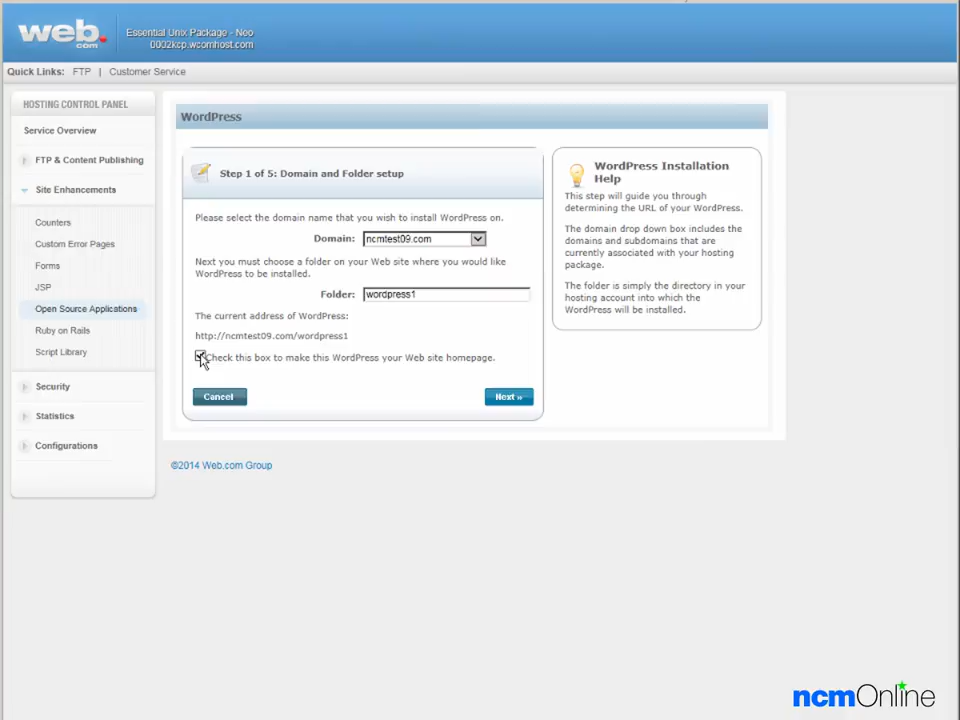 web.com
Essential Unix Package - Neo
0002kcp.wcomhost.com
Quick Links: FTP | Customer Service
HOSTING CONTROL PANEL
Service Overview
FTP & Content Publishing
Site Enhancements
Counters
Custom Error Pages
Forms
JSP
Open Source Applications
Ruby on Rails
Script Library
Security
Statistics
Configurations
WordPress
Step 1 of 5: Domain and Folder setup
Please select the domain name that you wish to install WordPress on.
Domain: ncmtest09.com
Next you must choose a folder on your Web site where you would like
WordPress to be installed.
Folder: wordpress1
The current address of WordPress:
http://ncmtest09.com/wordpress1
Check this box to make this WordPress your Web site homepage.
Cancel
Next »
WordPress Installation
Help
This step will guide you through
determining the URL of your WordPress.
The domain drop down box includes the
domains and subdomains that are
currently associated with your hosting
package.
The folder is simply the directory in your
hosting account into which the
WordPress will be installed.
©2014 Web.com Group
ncmOnline